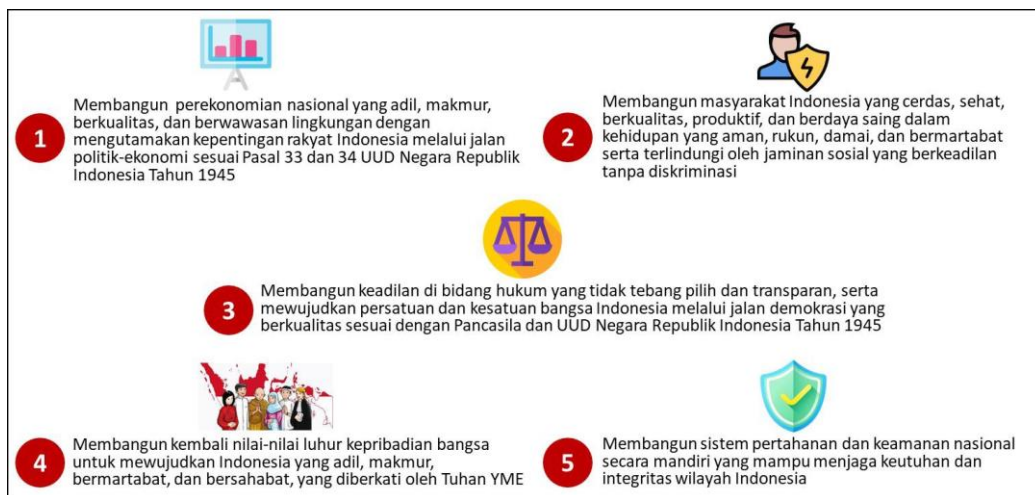 1
Membangun perekonomian nasional yang adil, makmur,
berkualitas, dan berwawasan lingkungan dengan
mengutamakan kepentingan rakyat Indonesia melalui jalan
politik-ekonomi sesuai Pasal 33 dan 34 UUD Negara Republik
Indonesia Tahun 1945
2
Membangun masyarakat Indonesia yang cerdas, sehat,
berkualitas, produktif, dan berdaya saing dalam
kehidupan yang aman, rukun, damai, dan bermartabat
serta terlindungi oleh jaminan sosial yang berkeadilan
tanpa diskriminasi
3
Membangun keadilan di bidang hukum yang tidak tebang pilih dan transparan, serta
mewujudkan persatuan dan kesatuan bangsa Indonesia melalui jalan demokrasi yang
berkualitas sesuai dengan Pancasila dan UUD Negara Republik Indonesia Tahun 1945
4
Membangun kembali nilai-nilai luhur kepribadian bangsa
untuk mewujudkan Indonesia yang adil, makmur,
bermartabat, dan bersahabat, yang diberkati oleh Tuhan YME
5
Membangun sistem pertahanan dan keamanan nasional
secara mandiri yang mampu menjaga keutuhan dan
integritas wilayah Indonesia